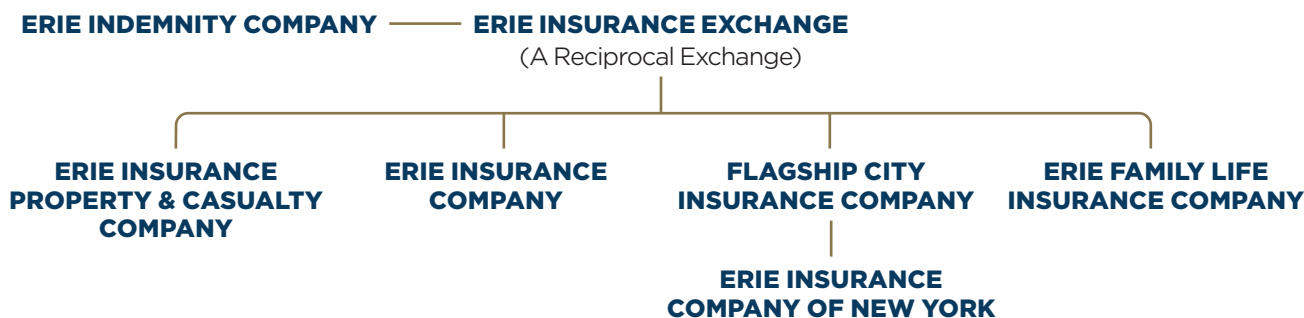 ERIE INDEMNITY COMPANY
ERIE INSURANCE EXCHANGE
(A Reciprocal Exchange)
ERIE INSURANCE
PROPERTY & CASUALTY
COMPANY
ERIE INSURANCE
COMPANY
FLAGSHIP CITY
INSURANCE COMPANY
ERIE FAMILY LIFE
INSURANCE COMPANY
ERIE INSURANCE
COMPANY OF NEW YORK